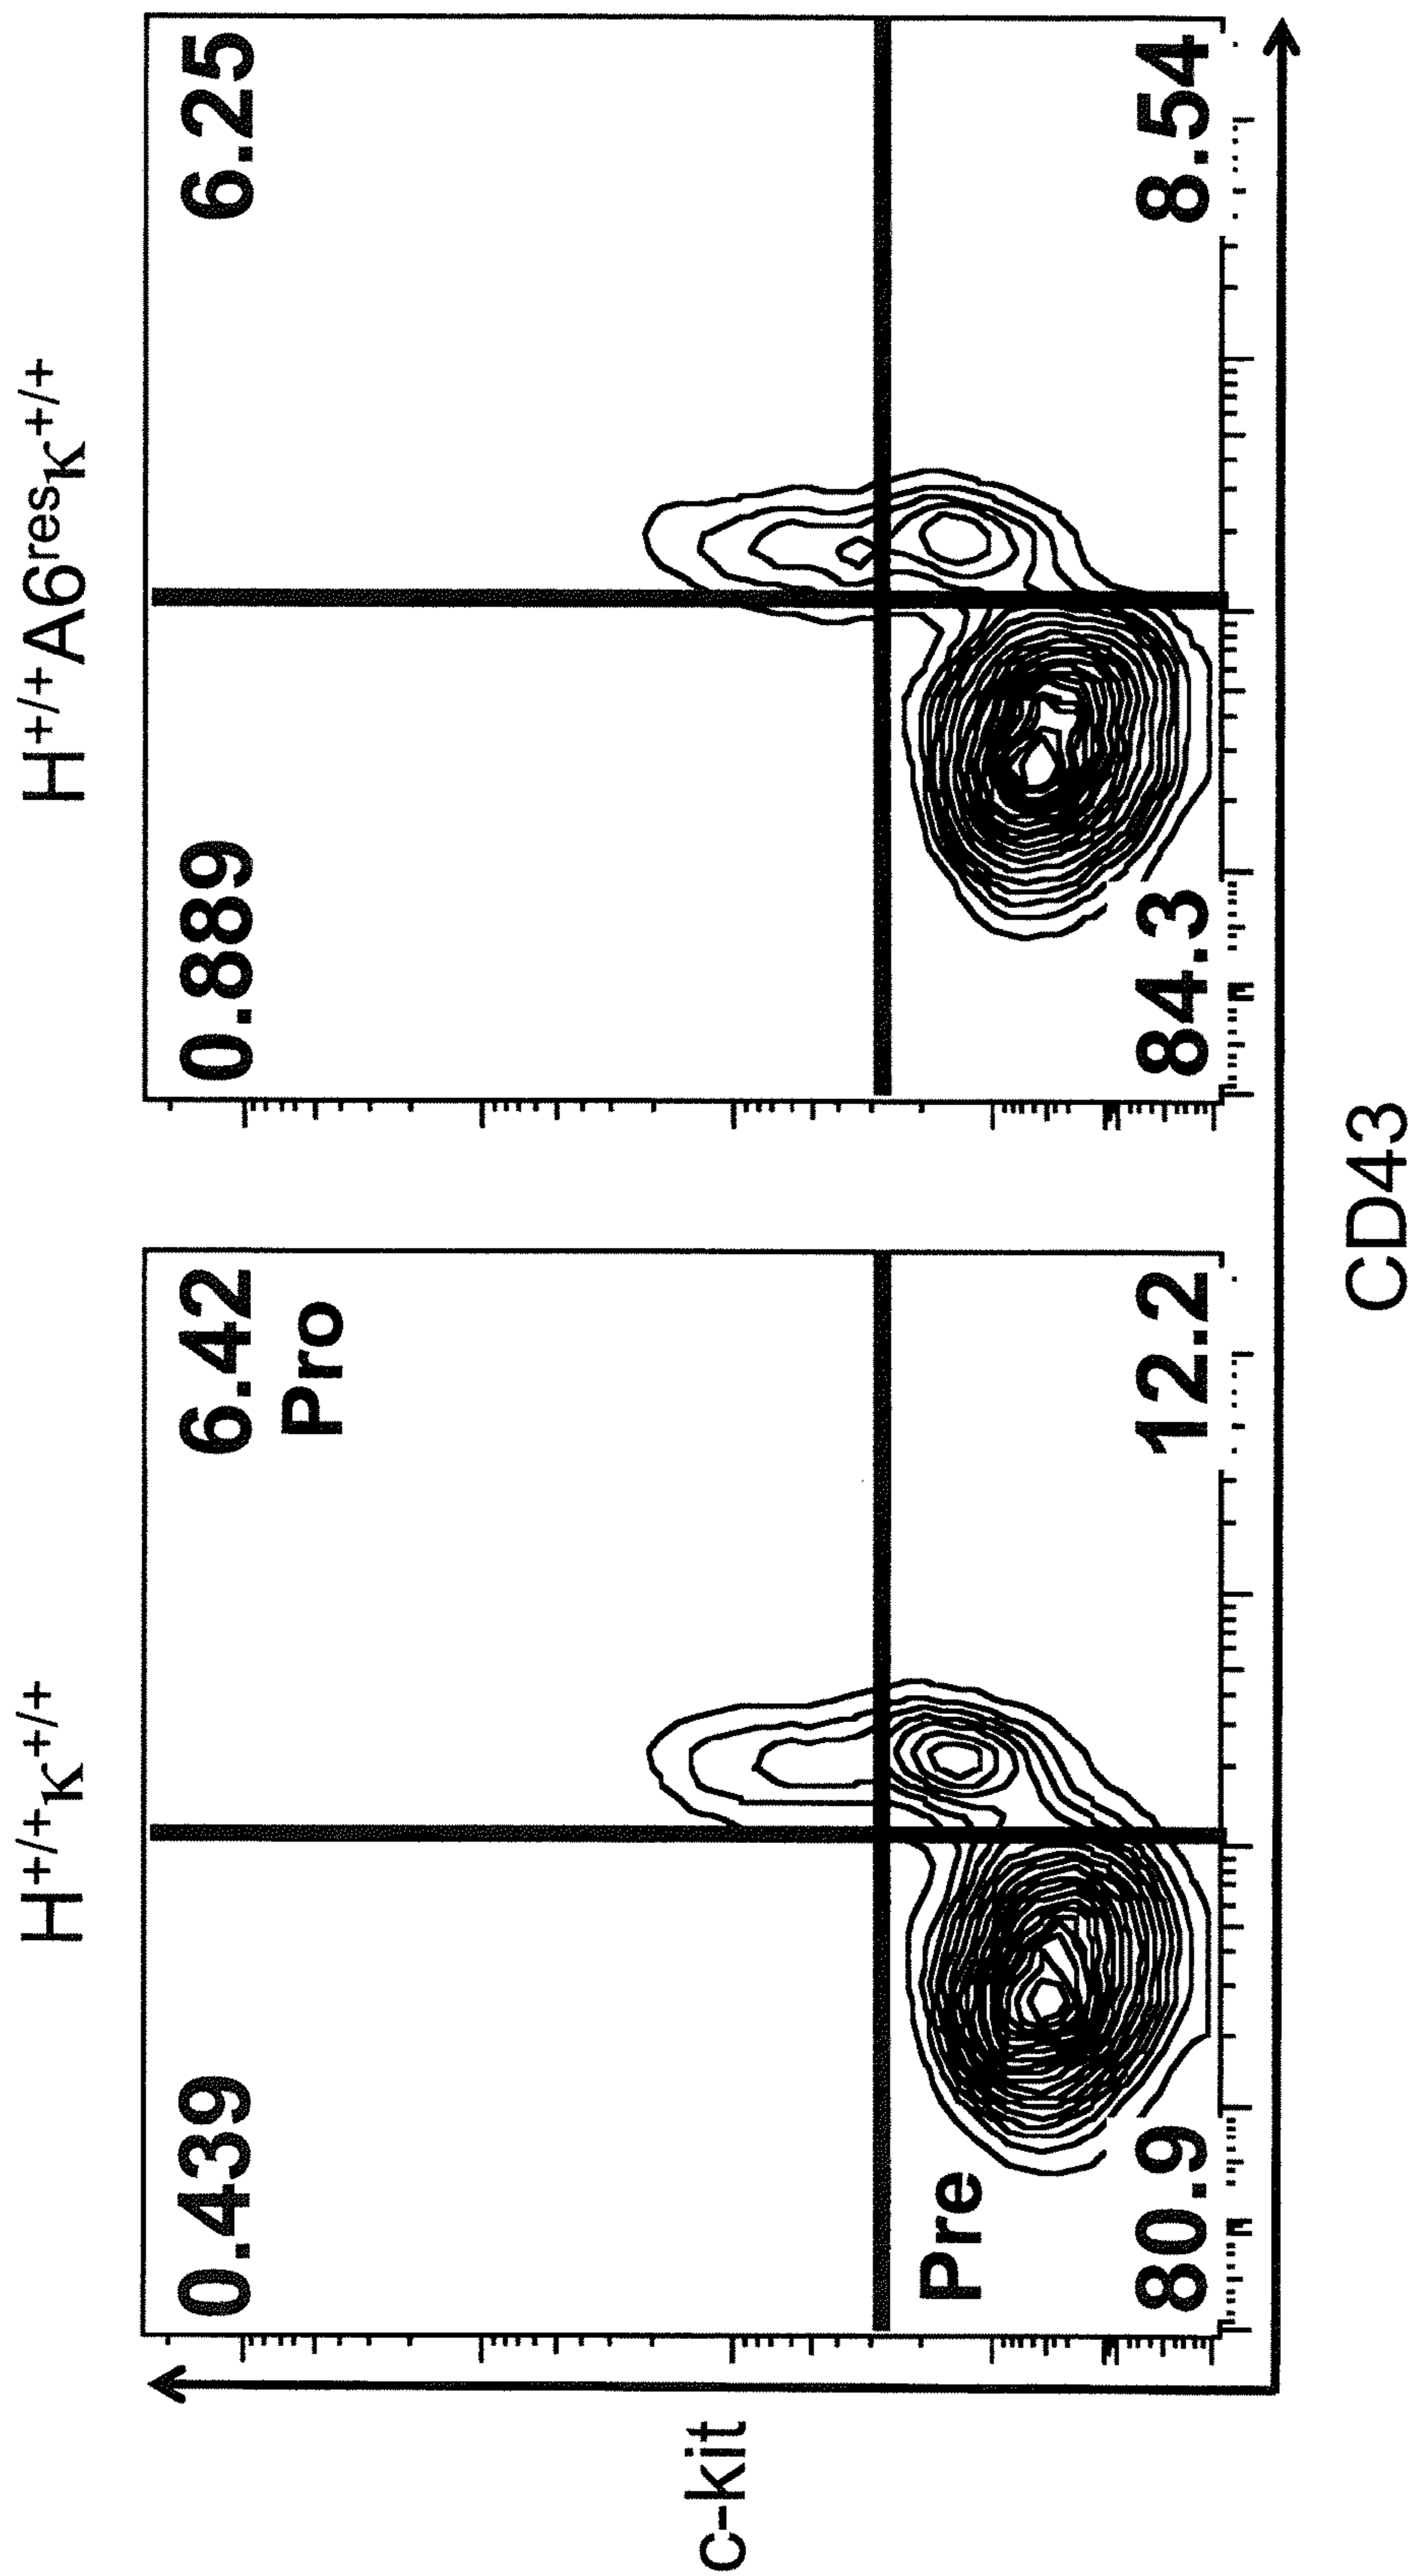 H+/+κ+/+
H+/+A6resκ+/+
0.439
6.42
Pro
0.889
6.25
c-kit
Pre
80.9
12.2
84.3
8.54
CD43